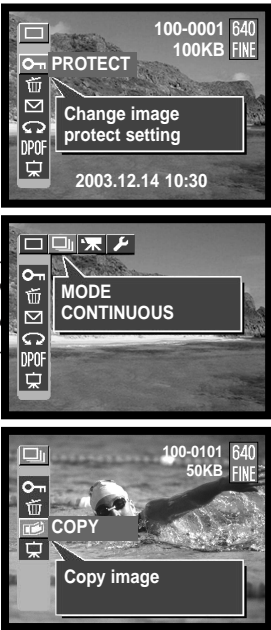 100-0001 640
100KB FINE
PROTECT
Change image
protect setting
DPOF
2003.12.14 10:30
MODE
CONTINUOUS
DPOF
100-0101 640
50KB FINE
COPY
Copy image